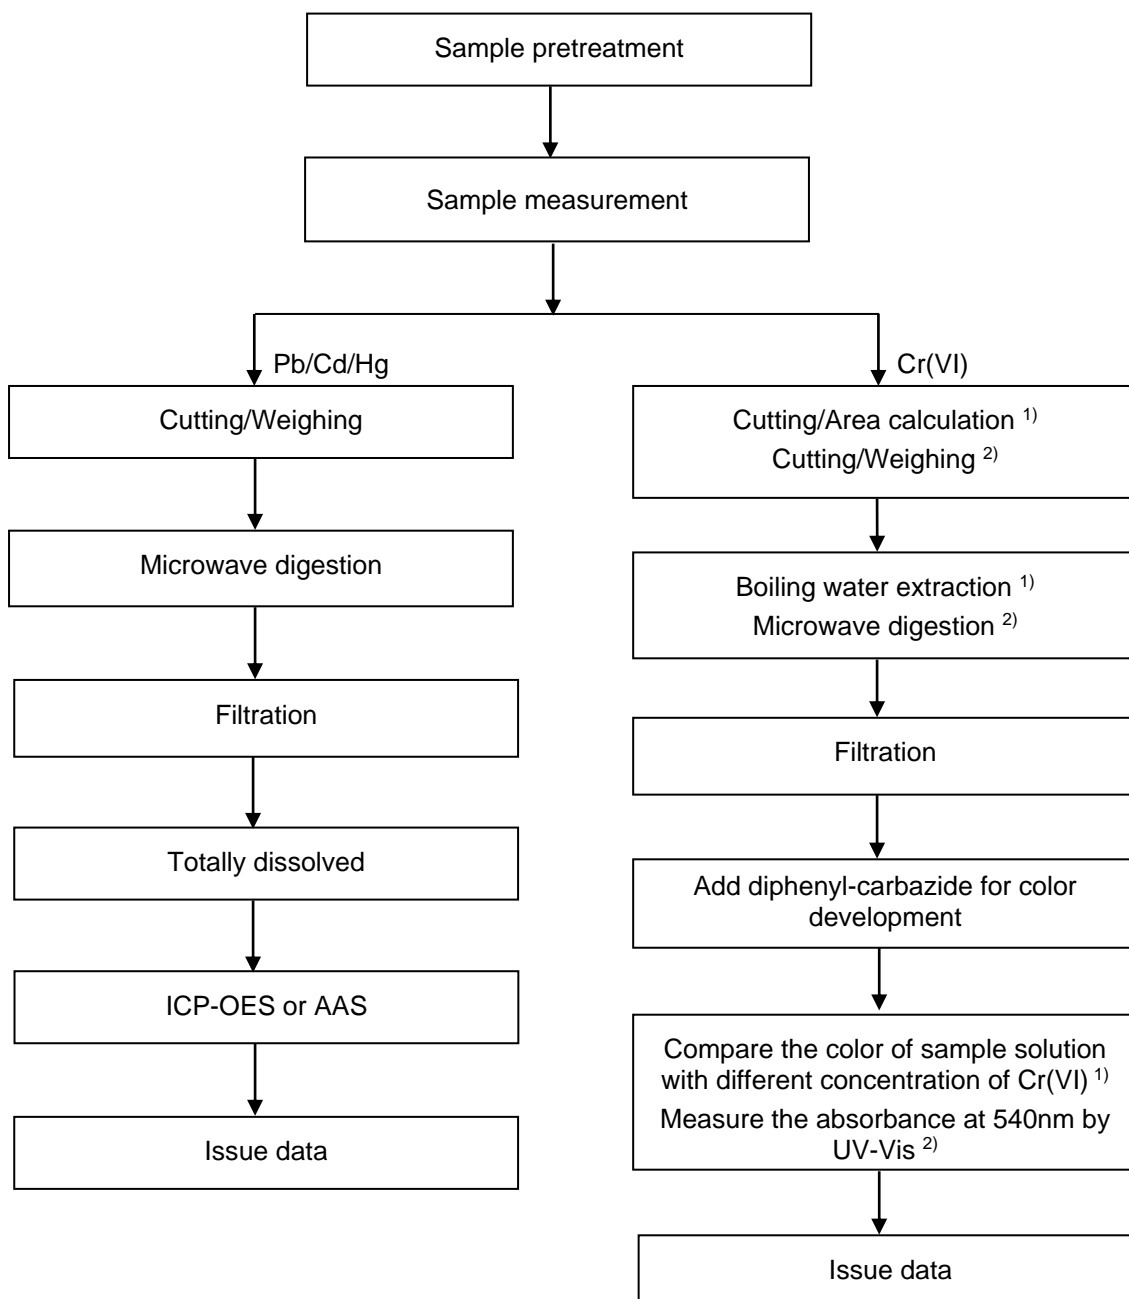 Sample pretreatment
Sample measurement
Pb/Cd/Hg
Cutting/Weighing
Microwave digestion
Filtration
Totally dissolved
ICP-OES or AAS
Issue data
Cr(VI)
Cutting/Area calculation 1)
Cutting/Weighing 2)
Boiling water extraction 1)
Microwave digestion 2)
Filtration
Add diphenyl-carbazide for color
development
Compare the color of sample solution
with different concentration of Cr(VI) 1)
Measure the absorbance at 540nm by
UV-Vis 2)
Issue data